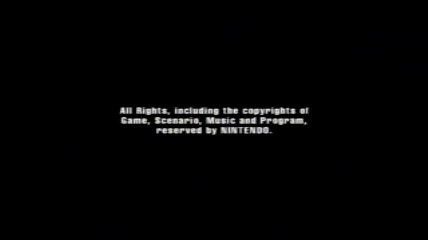 All Rights, including the copyrights of
Game, Scenario, Music and Program,
reserved by NINTENDO.